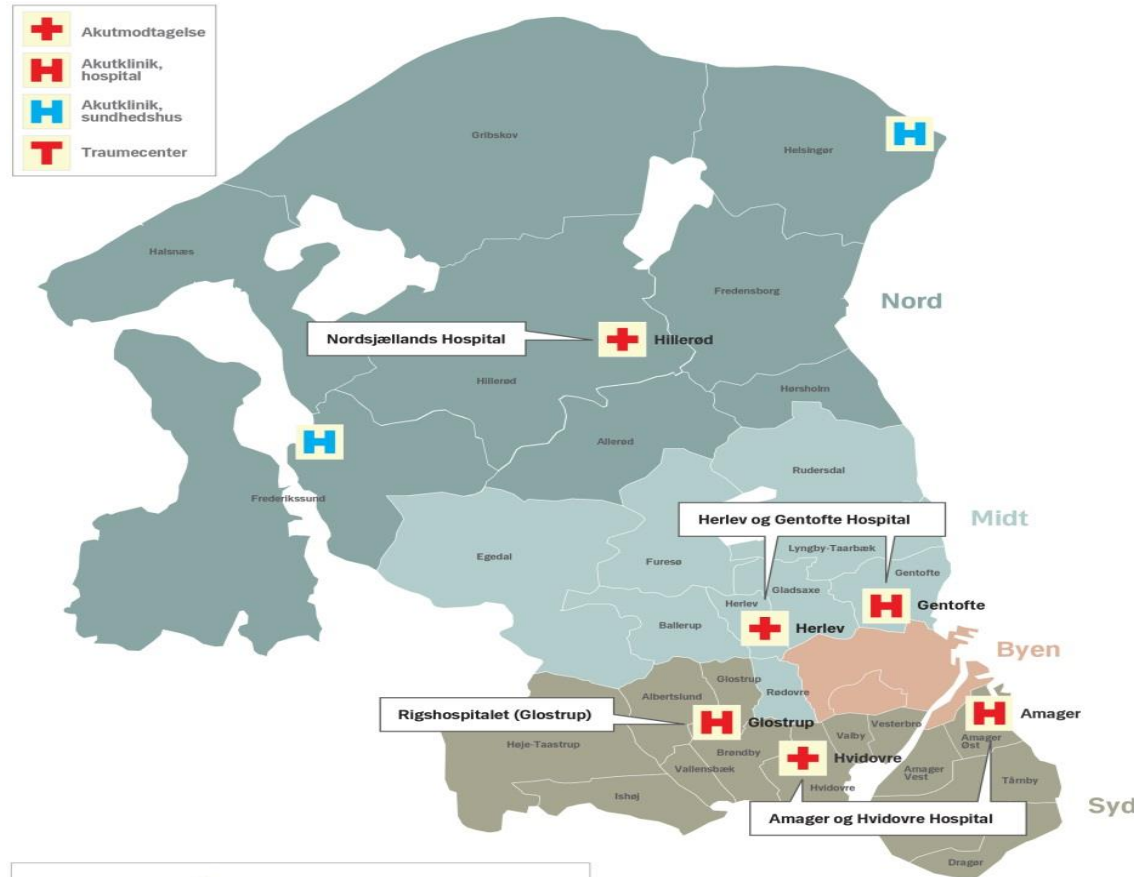 Akutmodtagelse
Akutklinik,
hospital
Akutklinik,
sundhedshus
Traumecenter
Gribskov
Helsingør
Halsnæs
Fredensborg
Nord
Nordsjællands Hospital
Hillerød
Hillerød
Hørsholm
Allerød
Rudersdal
Frederikssund
Herlev og Gentofte Hospital
Midt
Egedal
Furesø
Lyngby-Taarbæk
Gentofte
Gladsaxe
Herlev
Gentofte
Ballerup
Herlev
Byen
Glostrup
Albertslund
Rødovre
Rigshospitalet (Glostrup)
Glostrup
Amager
Vesterbro
Valby
Høje-Taastrup
Brøndby
Hvidovre
Amager
Øst
Vallensbæk
Amager
Vest
Tårnby
Ishøj
Hvidovre
Syd
Amager og Hvidovre Hospital
Dragør